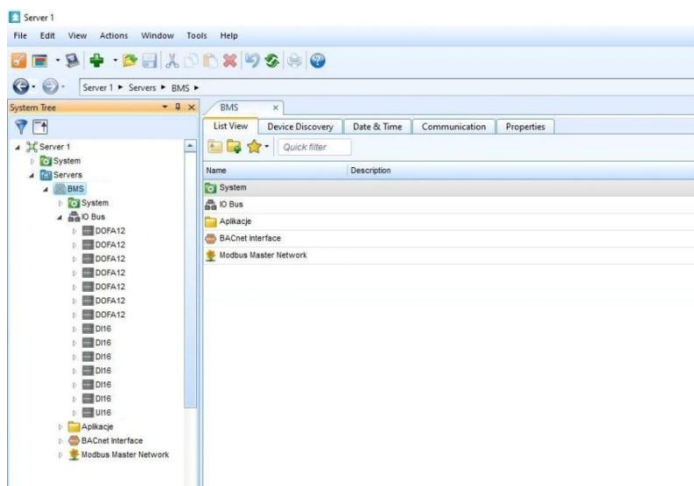 Server 1
File Edit View Actions Window Tools Help
Server 1 ▸ Servers ▸ BMS ▸
System Tree
BMS
List View Device Discovery Date & Time Communication Properties
Quick filter
Name Description
System
IO Bus
Aplikacje
BACnet Interface
Modbus Master Network
Server 1
System
Servers
BMS
System
IO Bus
DOFA12
DOFA12
DOFA12
DOFA12
DOFA12
DOFA12
DOFA12
DI16
DI16
DI16
DI16
DI16
DI16
UI16
Aplikacje
BACnet Interface
Modbus Master Network